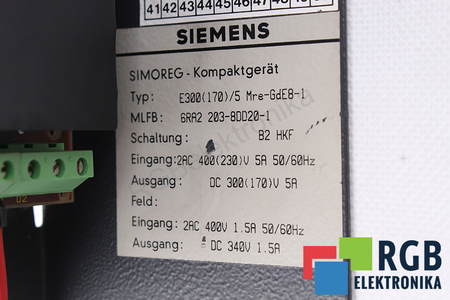 41 42 43 44 45 46 47 48
SIEMENS
SIMOREG - Kompaktgerät
Typ: E300(170)/5 Mre-GdE8-1
MLFB: 6RA2 203-8DD20-1
Schaltung: B2 HKF
Eingang: 2AC 400(230)V 5A 50/60Hz
Ausgang: DC 300(170)V 5A
Feld:
Eingang: 2AC 400V 1.5A 50/60Hz
Ausgang: DC 340V 1.5A
RGB
ELEKTRONIKA